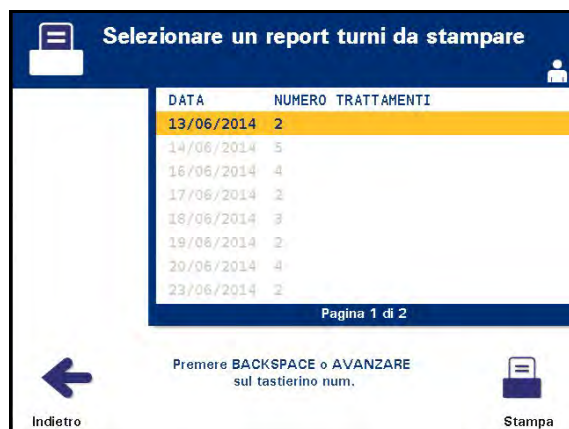 Selezionare un report turni da stampare
DATA NUMERO TRATTAMENTI
13/06/2014 2
14/06/2014 5
16/06/2014 4
17/06/2014 2
18/06/2014 3
19/06/2014 2
20/06/2014 4
23/06/2014 2
Pagina 1 di 2
Premere BACKSPACE o AVANZARE
sul tastierino num.
Indietro
Stampa